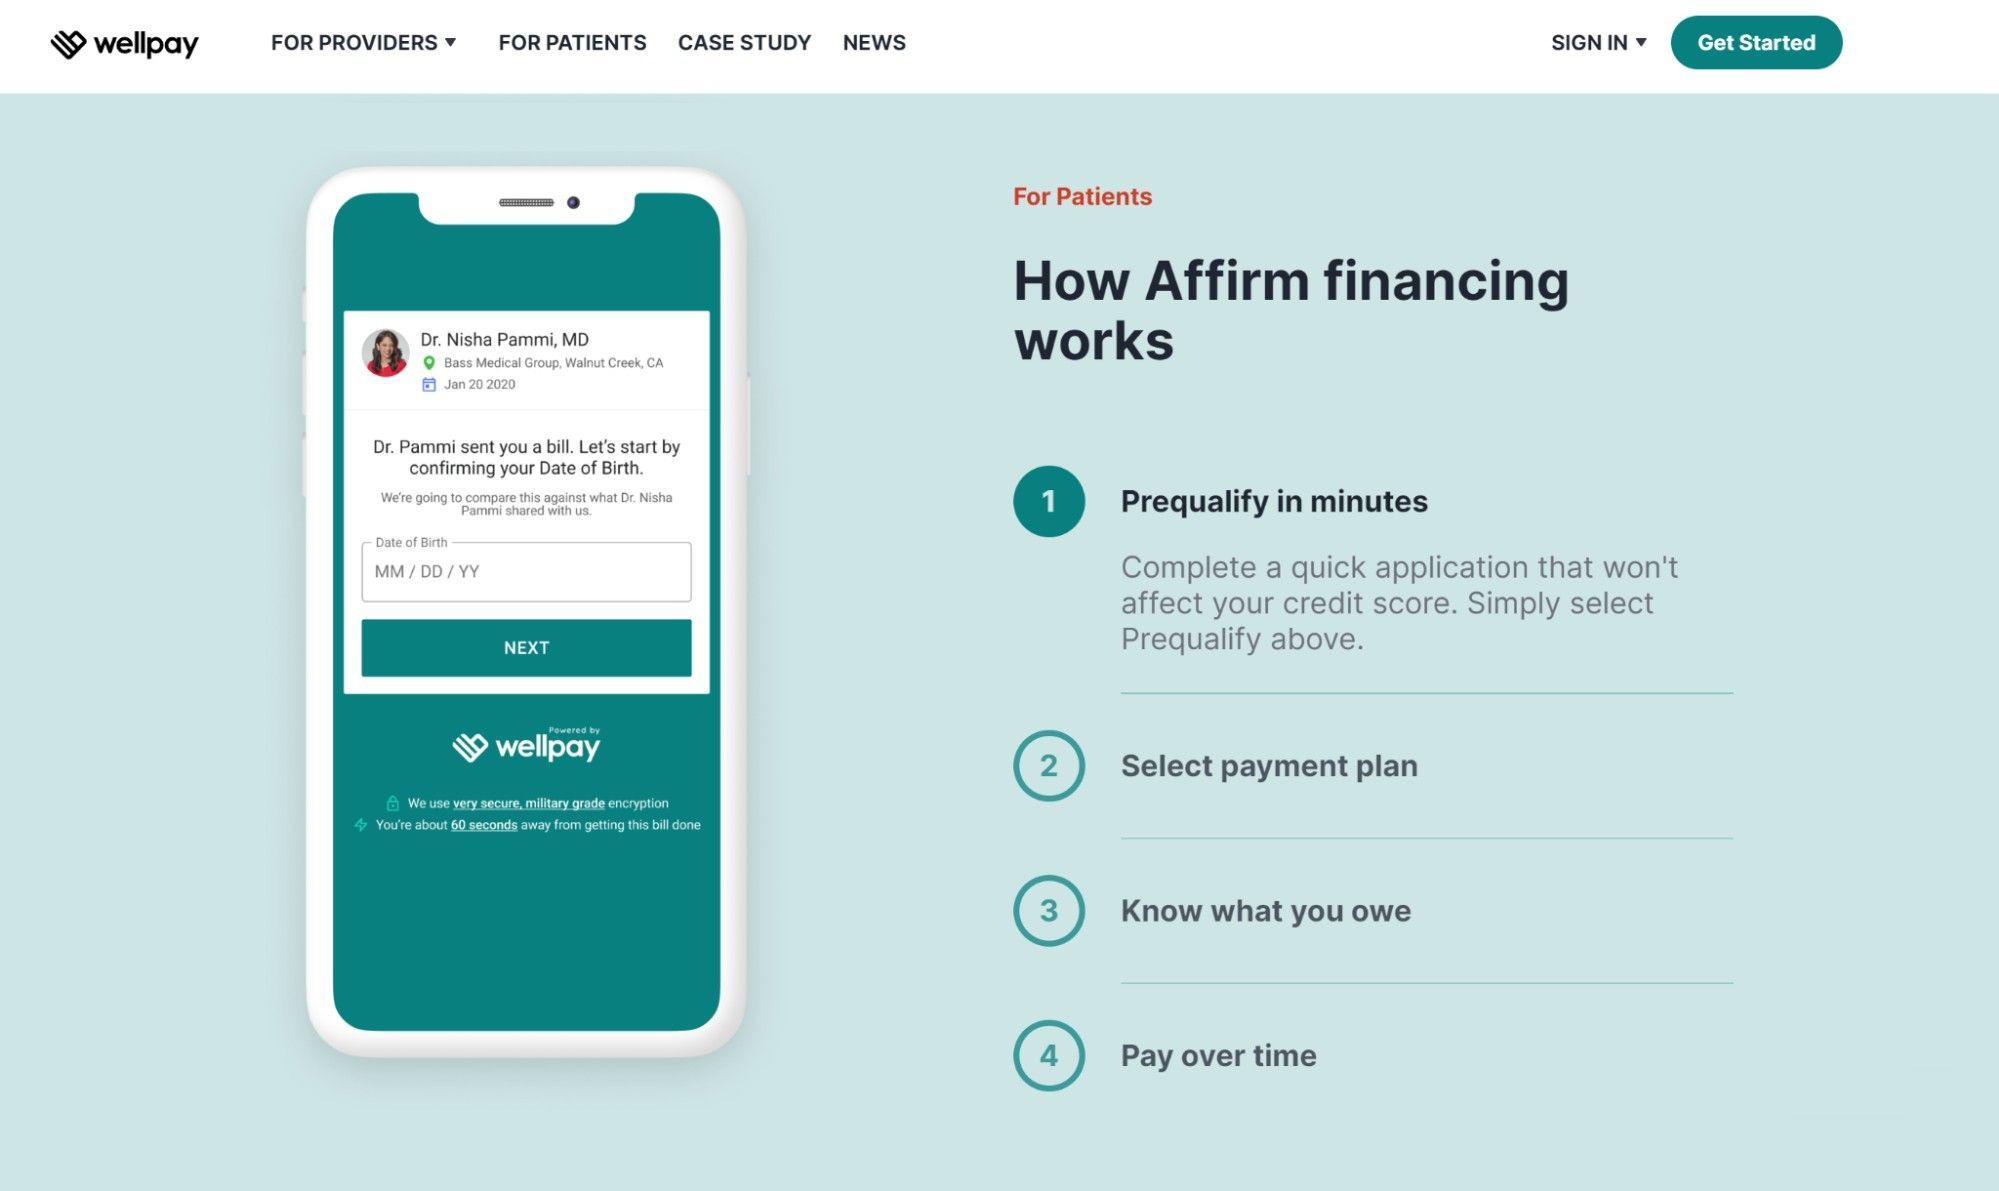 wellpay
FOR PROVIDERS
FOR PATIENTS
CASE STUDY
NEWS
SIGN IN
Get Started
Dr. Nisha Pammi, MD
Bass Medical Group, Walnut Creek, CA
Jan 20 2020
Dr. Pammi sent you a bill. Let’s start by
confirming your Date of Birth.
We’re going to compare this against what Dr. Nisha
Pammi shared with us.
Date of Birth
MM / DD / YY
NEXT
Powered by
wellpay
We use very secure, military grade encryption
You’re about 60 seconds away from getting this bill done
For Patients
How Affirm financing
works
1
Prequalify in minutes
Complete a quick application that won't
affect your credit score. Simply select
Prequalify above.
2
Select payment plan
3
Know what you owe
4
Pay over time